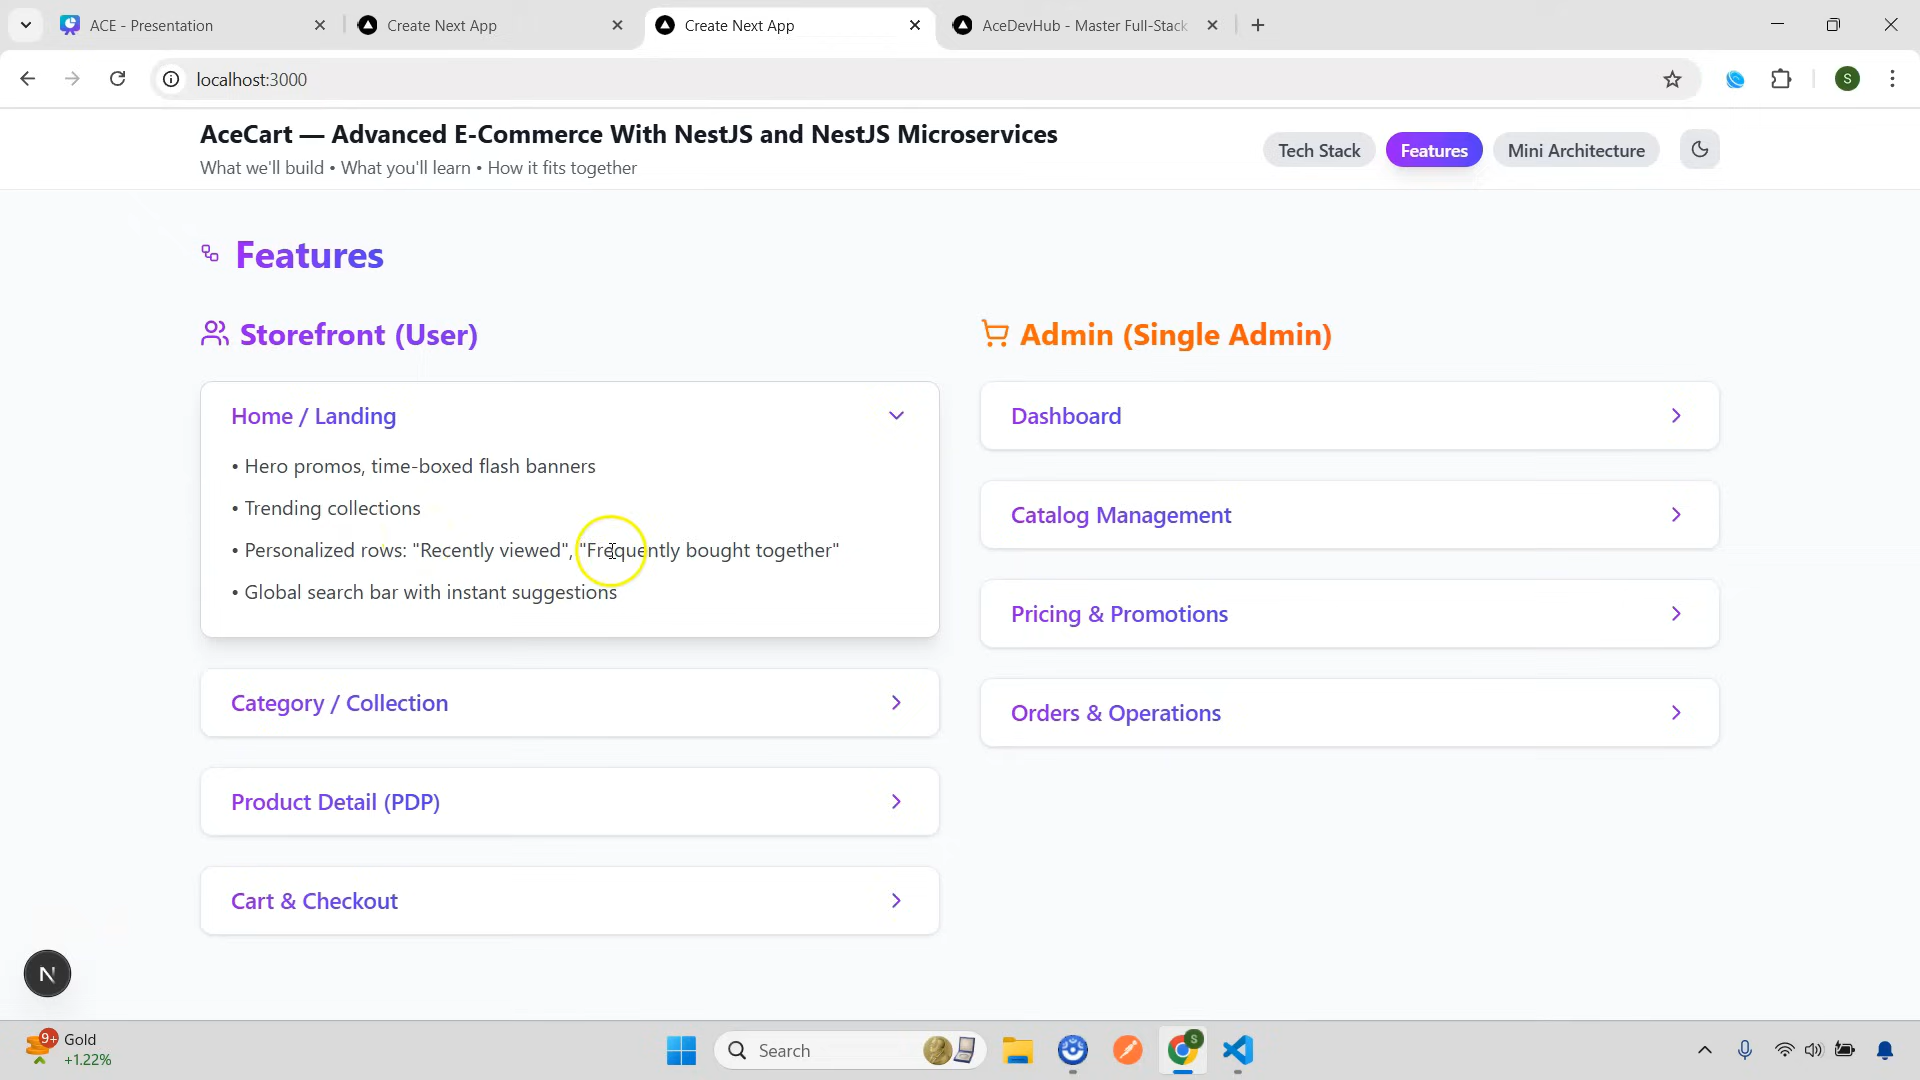 ACE - Presentation
Create Next App
Create Next App
AceDevHub - Master Full-Stack
localhost:3000
S
AceCart — Advanced E-Commerce With NestJS and NestJS Microservices
What we'll build • What you'll learn • How it fits together
Tech Stack
Features
Mini Architecture
Features
Storefront (User)
Home / Landing
• Hero promos, time-boxed flash banners
• Trending collections
• Personalized rows: "Recently viewed", "Frequently bought together"
• Global search bar with instant suggestions
Category / Collection
Product Detail (PDP)
Cart & Checkout
Admin (Single Admin)
Dashboard
Catalog Management
Pricing & Promotions
Orders & Operations
N
9+
Gold
+1.22%
Search
S